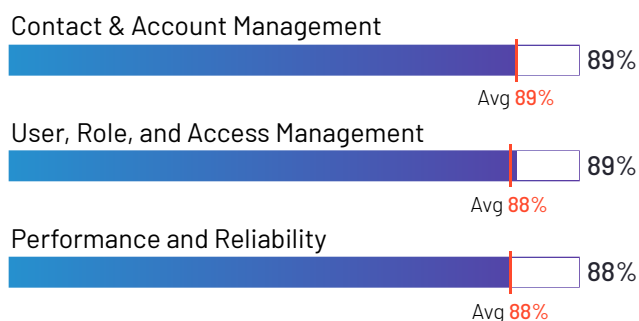 Contact & Account Management
89%
Avg 89%
User, Role, and Access Management
89%
Avg 88%
Performance and Reliability
88%
Avg 88%